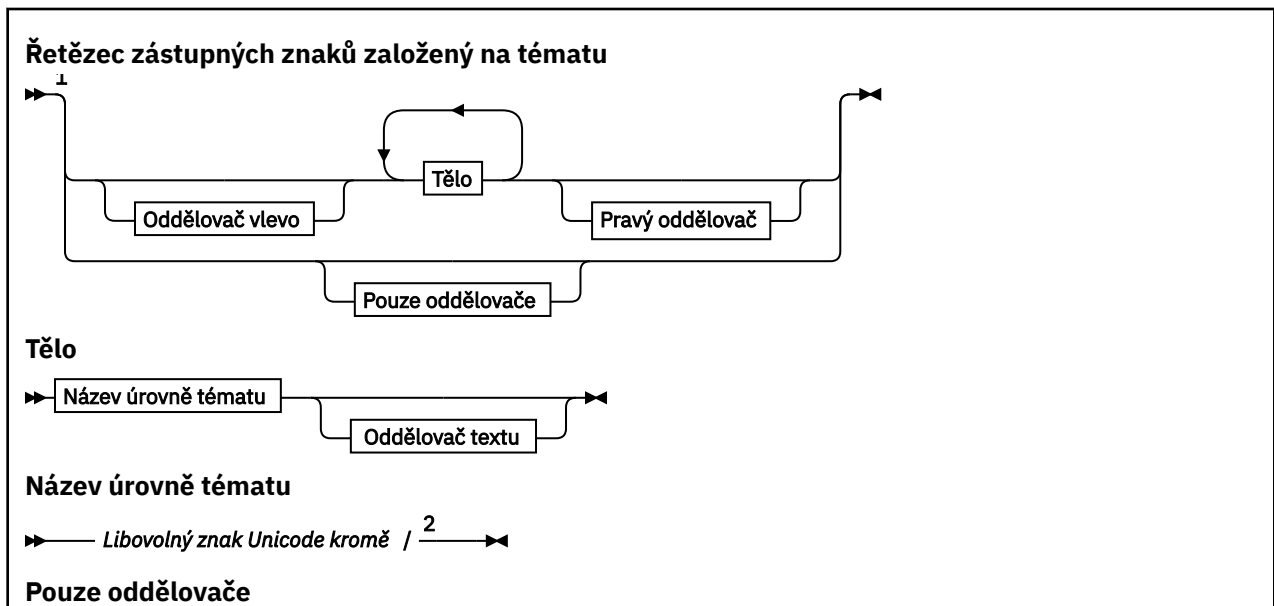 Řetězec zástupných znaků založený na tématu
1
Tělo
Oddělovač vlevo
Pravý oddělovač
Pouze oddělovače
Tělo
Název úrovně tématu
Oddělovač textu
Název úrovně tématu
Libovolný znak Unicode kromě / 2
Pouze oddělovače